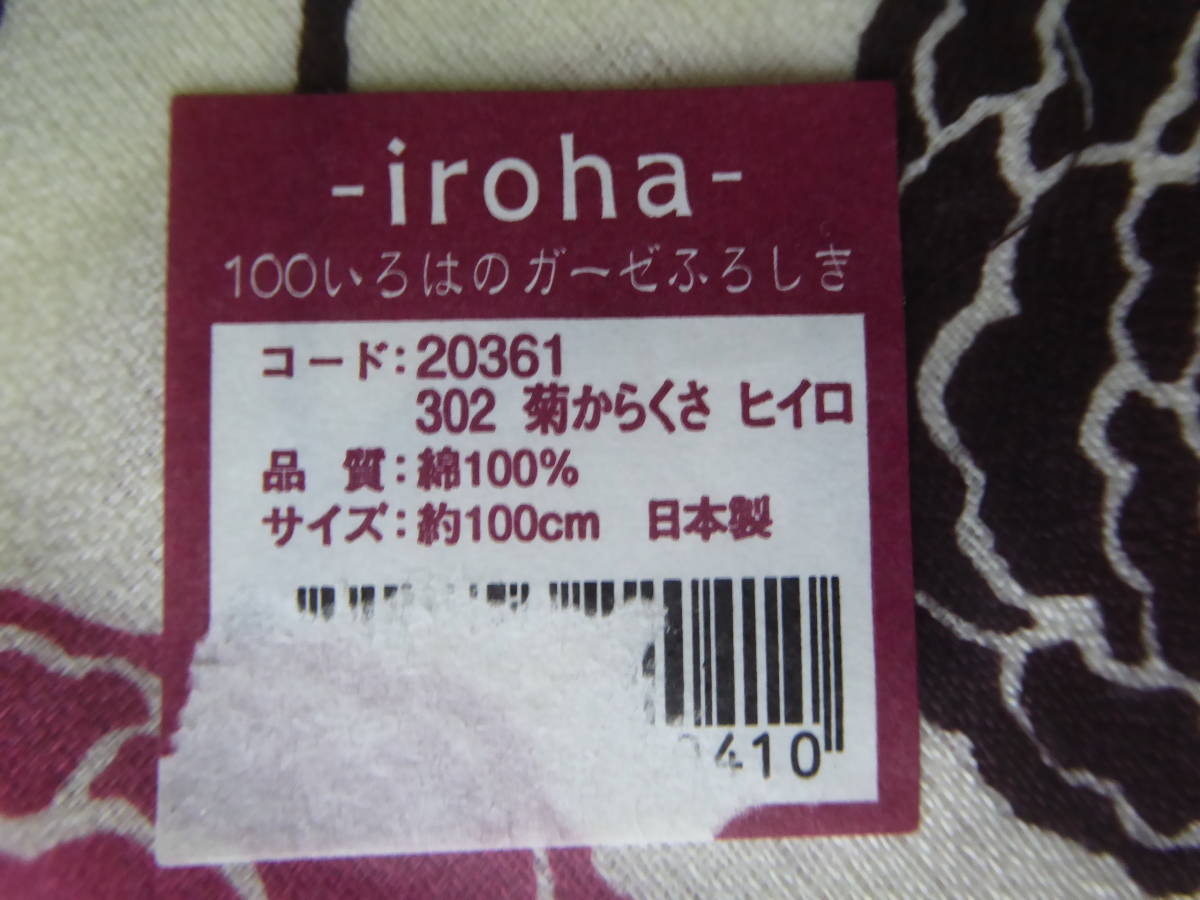 -iroha-
100いろはのガーゼふろしき
コード:20361
302 菊からくさ ヒイロ
品 質:綿100%
サイズ:約100cm 日本製
410